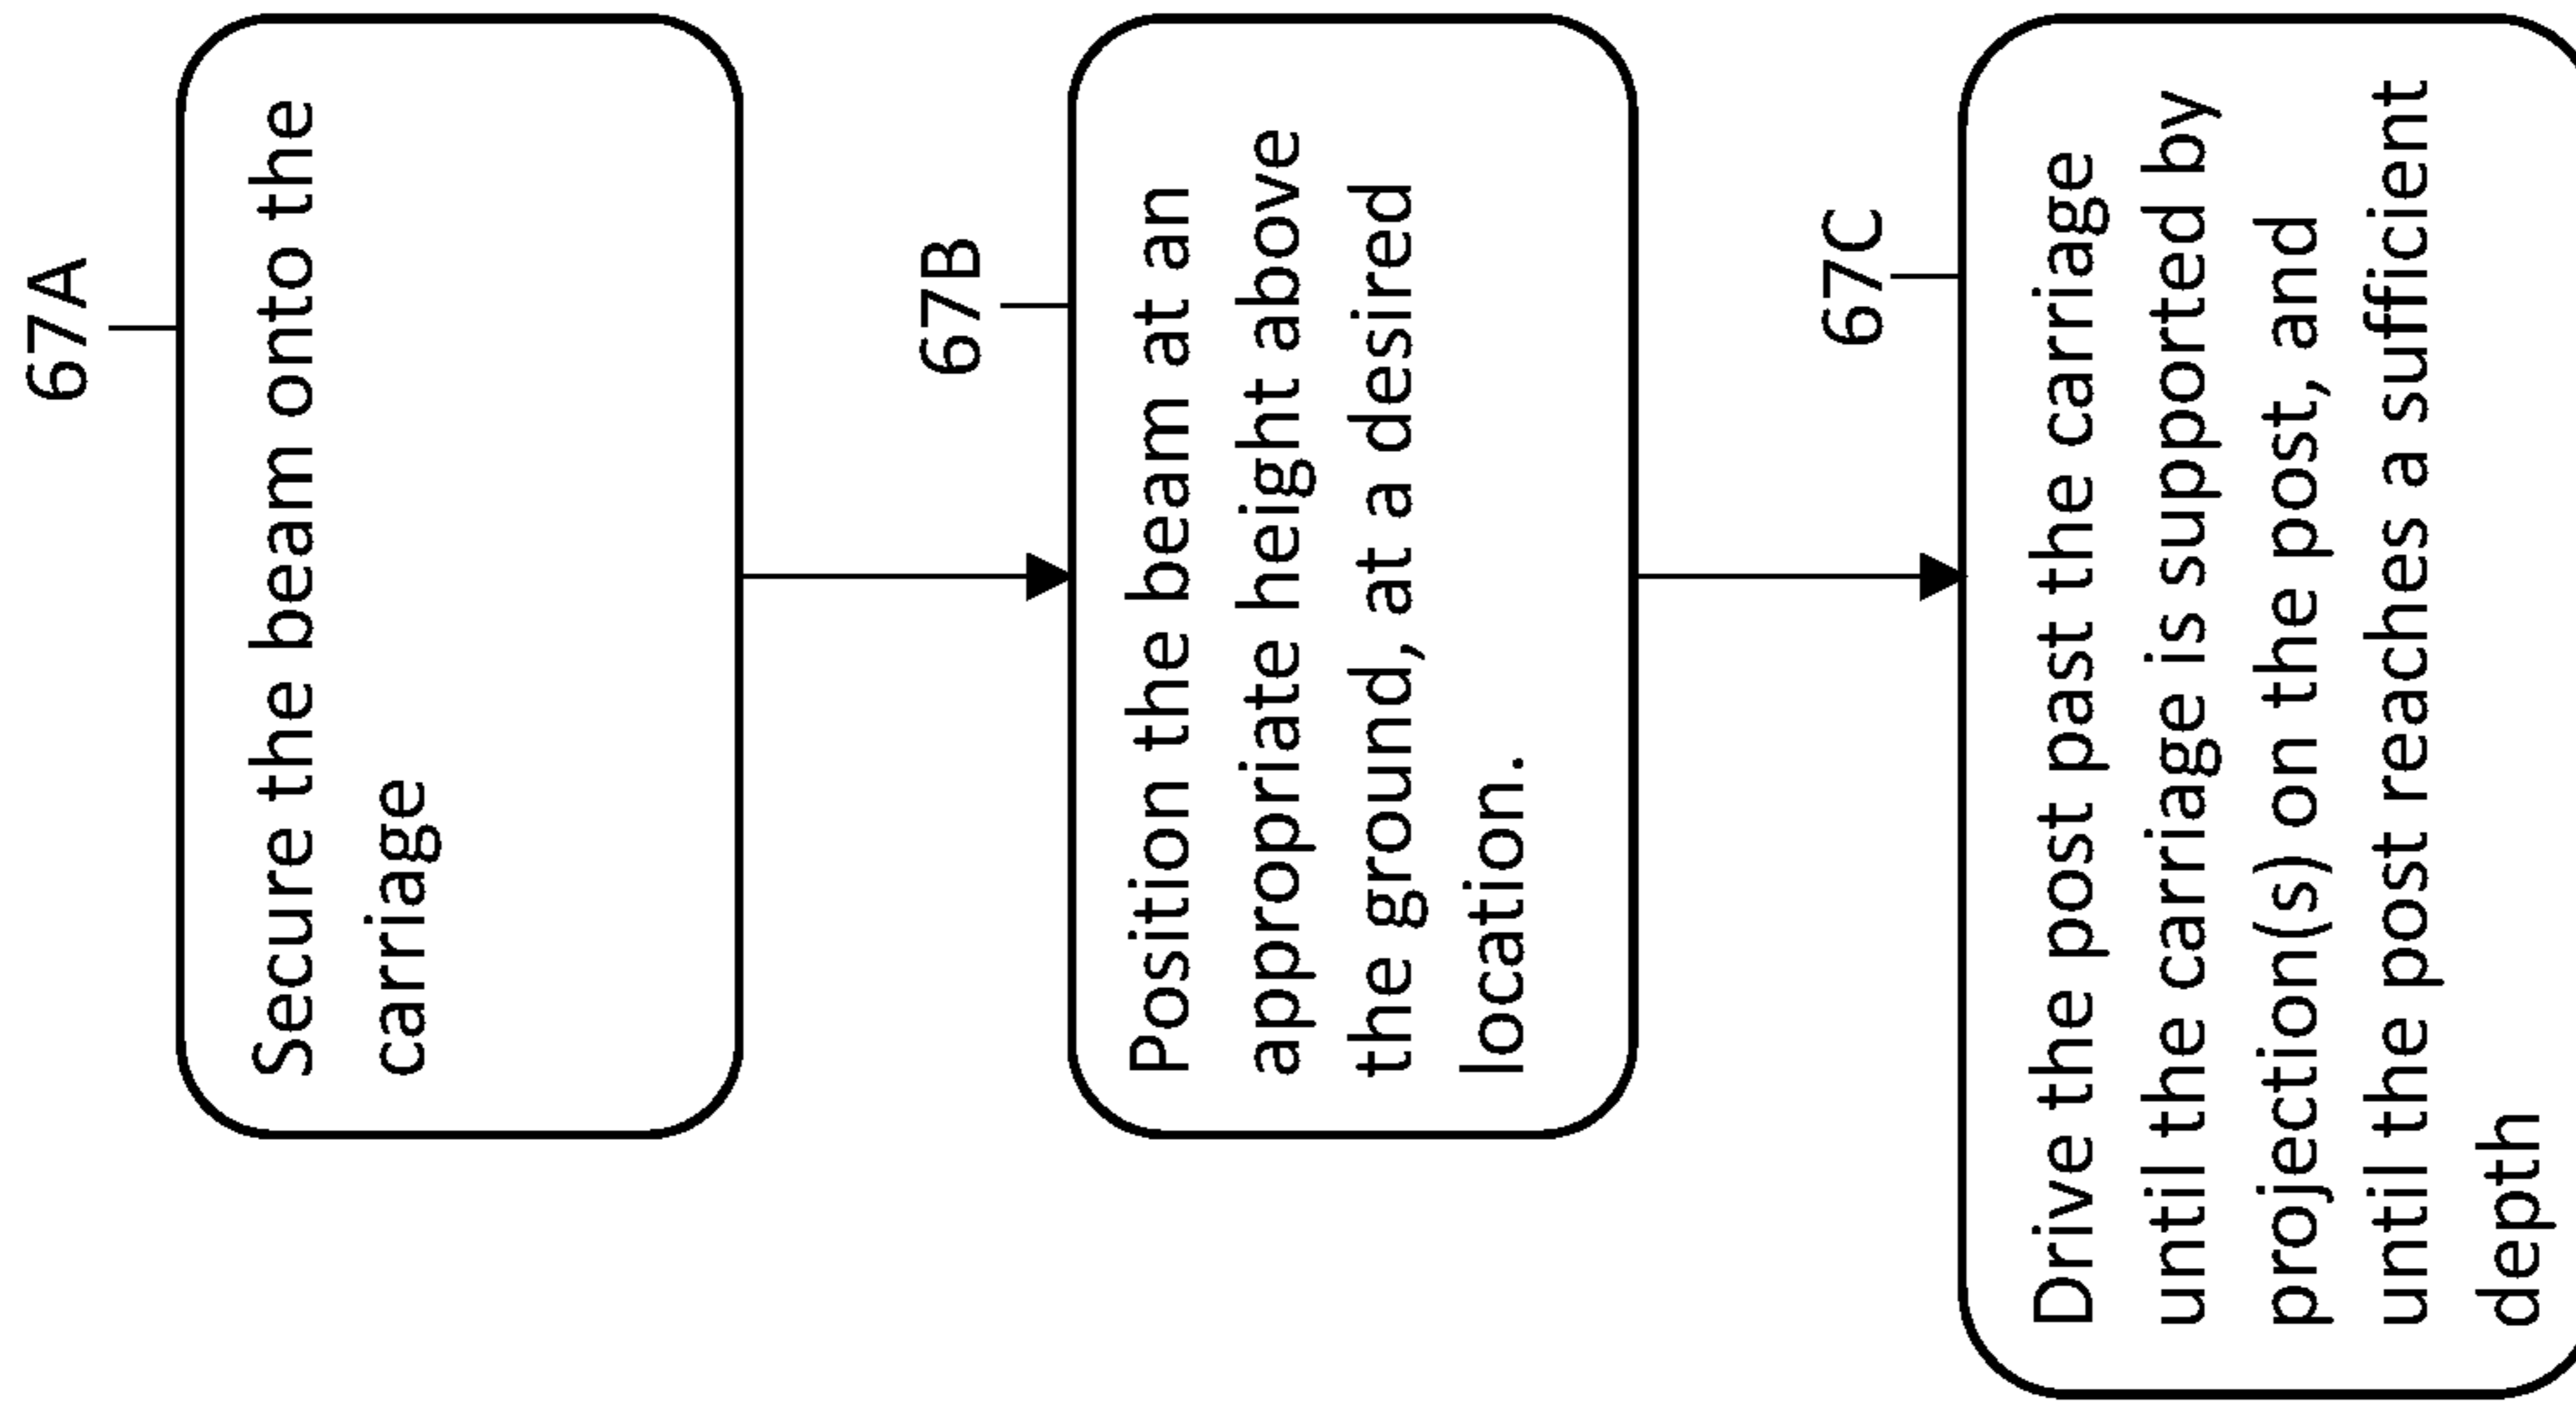 67A
Secure the beam onto the
carriage
67B
Position the beam at an
appropriate height above
the ground, at a desired
location.
67C
Drive the post past the carriage
until the carriage is supported by
projection(s) on the post, and
until the post reaches a sufficient
depth